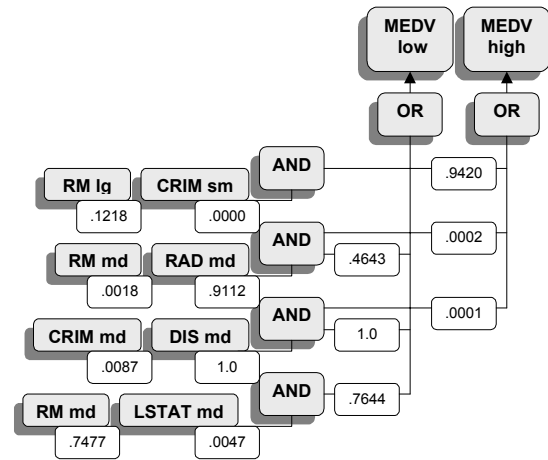 MEDV low
MEDV high
OR
OR
AND
RM lg
CRIM sm
.9420
.1218
.0000
AND
.0002
RM md
RAD md
.4643
.0018
.9112
AND
.0001
CRIM md
DIS md
1.0
.0087
1.0
AND
.7644
RM md
LSTAT md
.7477
.0047